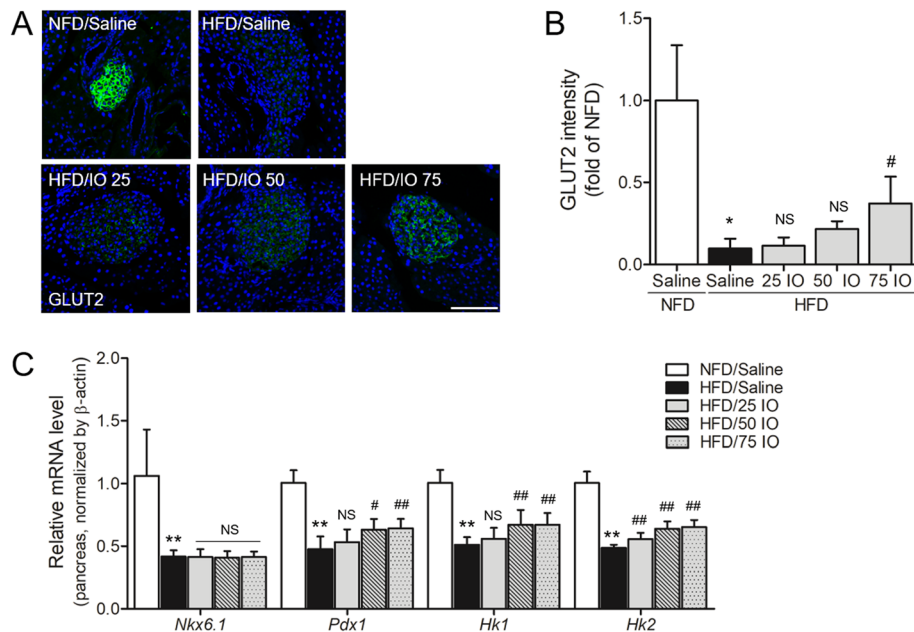 A
NFD/Saline
HFD/Saline
HFD/IO 25
HFD/IO 50
HFD/IO 75
GLUT2
B
GLUT2 intensity
(fold of NFD)
1.5
1.0
0.5
0.0
*
NS
NS
#
Saline
Saline
25 IO
50 IO
75 IO
NFD
HFD
C
Relative mRNA level
(pancreas, normalized by β-actin)
2.0
1.5
1.0
0.5
0.0
NFD/Saline
HFD/Saline
HFD/25 IO
HFD/50 IO
HFD/75 IO
**
NS
**
NS
#
##
**
NS
##
##
**
##
##
##
Nkx6.1
Pdx1
Hk1
Hk2